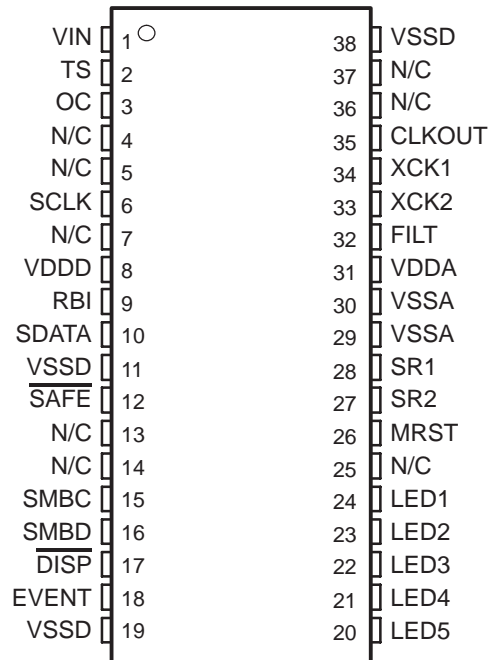 VIN 1 38 VSSD
TS 2 37 N/C
OC 3 36 N/C
N/C 4 35 CLKOUT
N/C 5 34 XCK1
SCLK 6 33 XCK2
N/C 7 32 FILT
VDDD 8 31 VDDA
RBI 9 30 VSSA
SDATA 10 29 VSSA
VSSD 11 28 SR1
SAFE 12 27 SR2
N/C 13 26 MRST
N/C 14 25 N/C
SMBC 15 24 LED1
SMBD 16 23 LED2
DISP 17 22 LED3
EVENT 18 21 LED4
VSSD 19 20 LED5